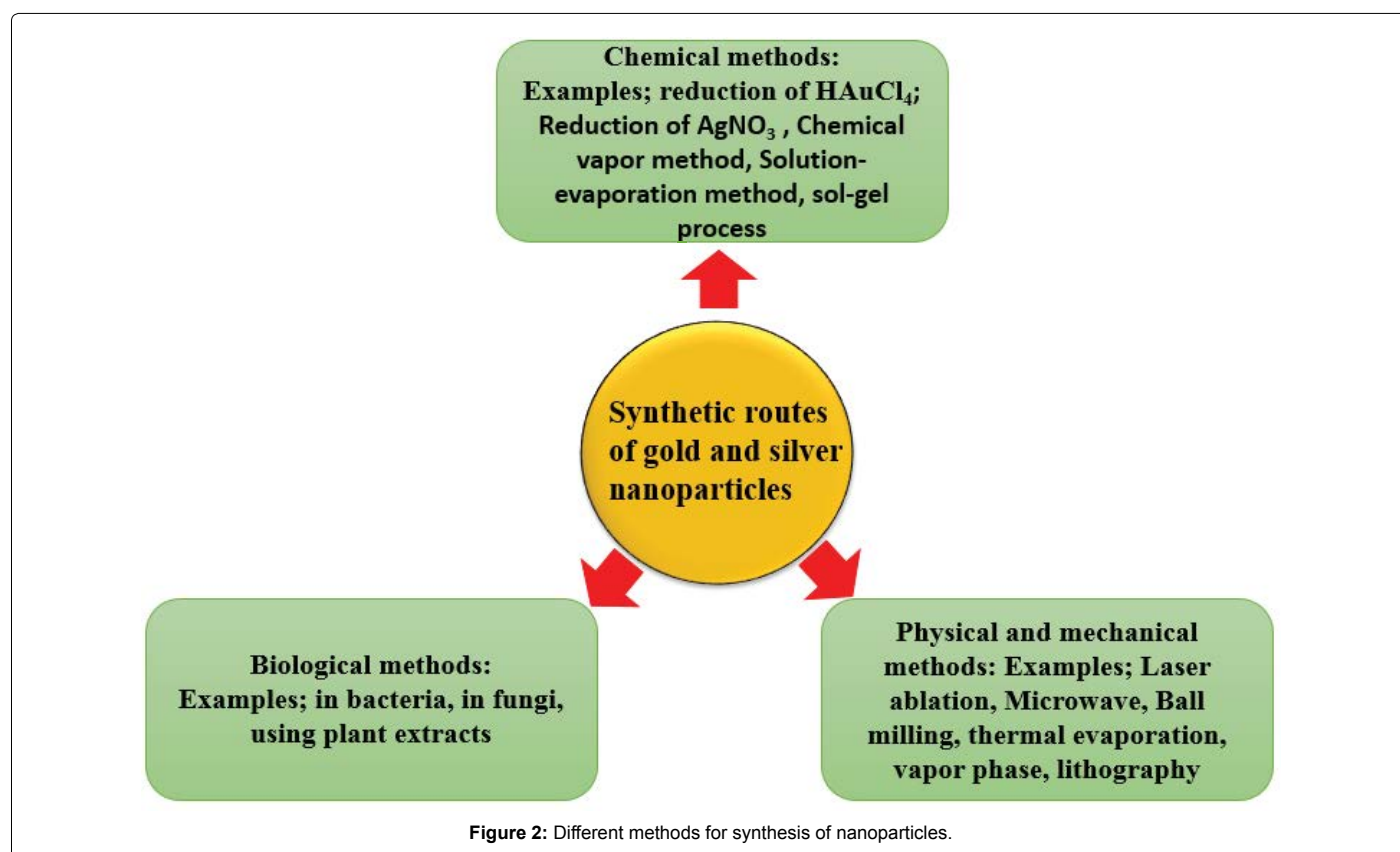 Chemical methods:
Examples; reduction of HAuCl₄;
Reduction of AgNO₃ , Chemical
vapor method, Solution-
evaporation method, sol-gel
process
Synthetic routes
of gold and silver
nanoparticles
Biological methods:
Examples; in bacteria, in fungi,
using plant extracts
Physical and mechanical
methods: Examples; Laser
ablation, Microwave, Ball
milling, thermal evaporation,
vapor phase, lithography
Figure 2: Different methods for synthesis of nanoparticles.